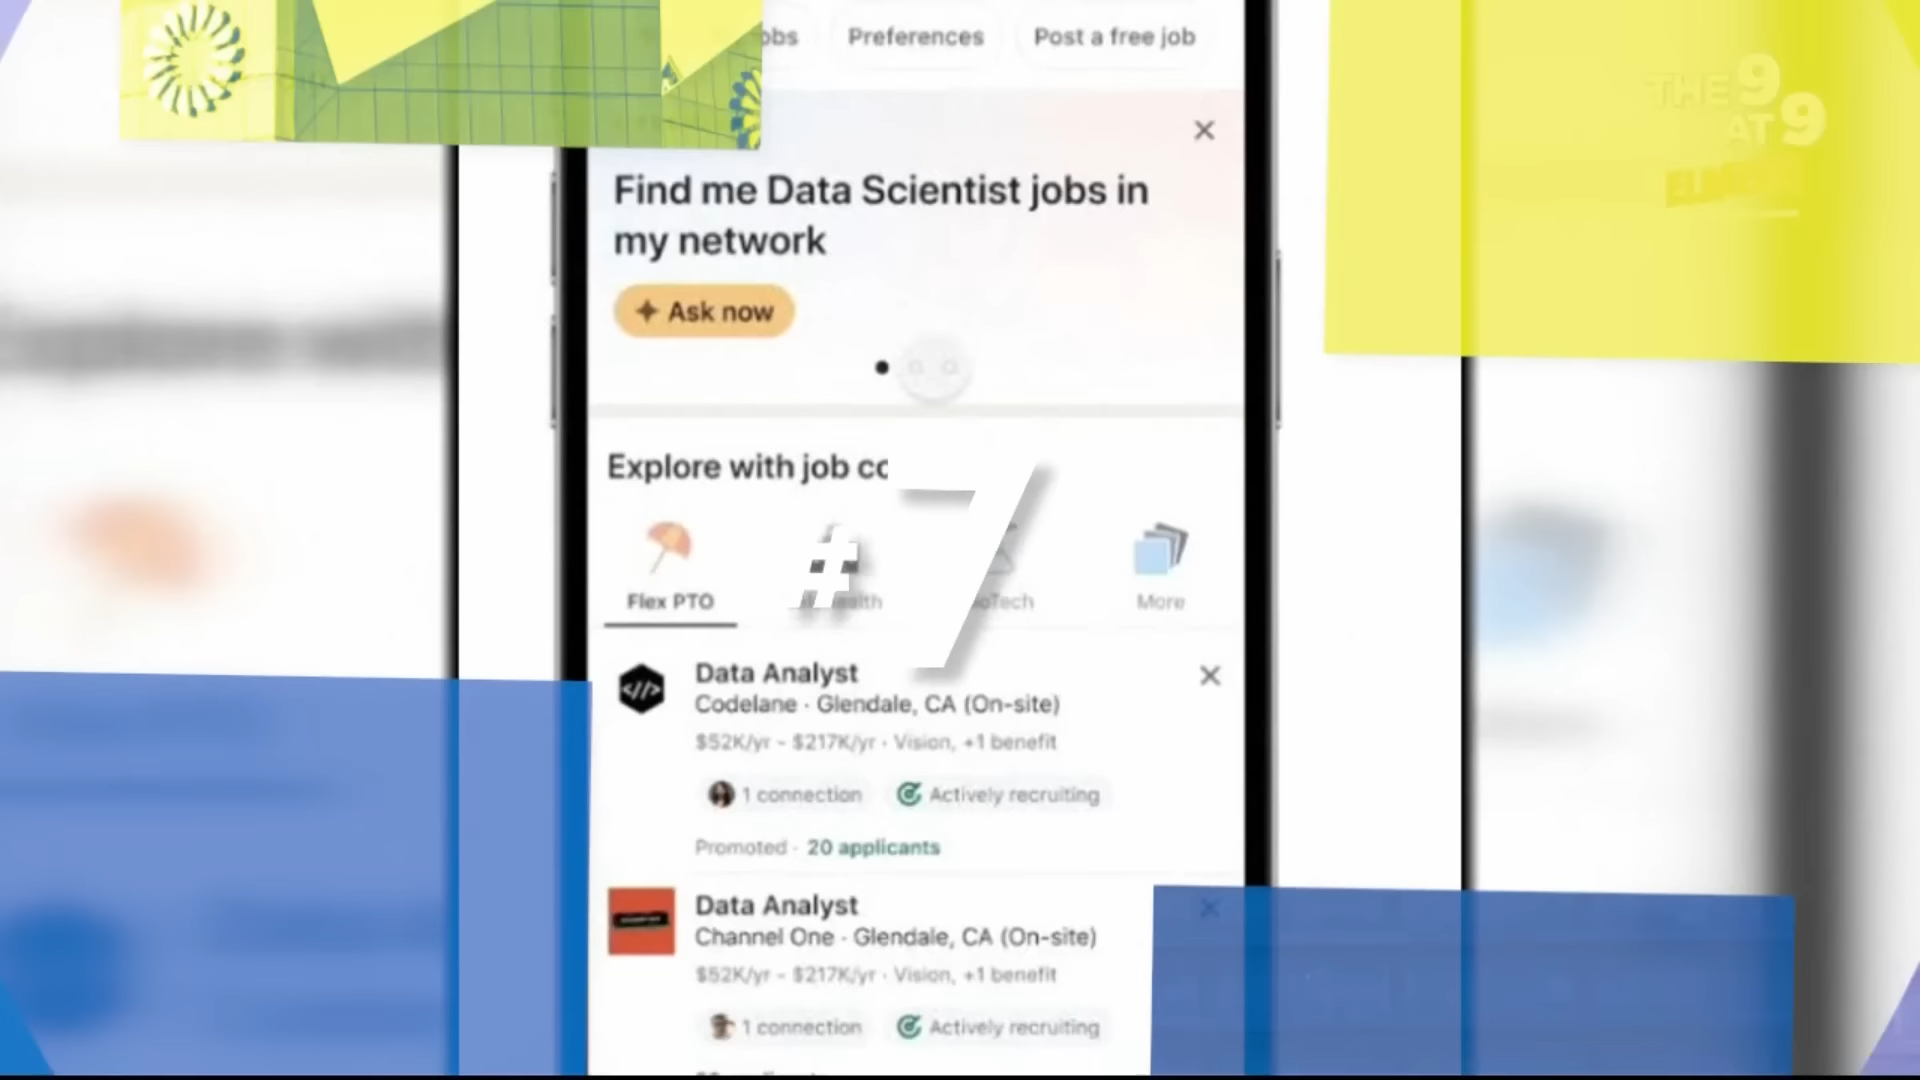 obs
Preferences
Post a free job
THE 9
AT 9
Find me Data Scientist jobs in
my network
Ask now
Explore with job co
#7
Flex PTO
More
Data Analyst
Codelane · Glendale, CA (On-site)
$52K/yr - $217K/yr · Vision, +1 benefit
1 connection
Actively recruiting
Promoted · 20 applicants
Data Analyst
Channel One · Glendale, CA (On-site)
$52K/yr - $217K/yr · Vision, +1 benefit
1 connection
Actively recruiting